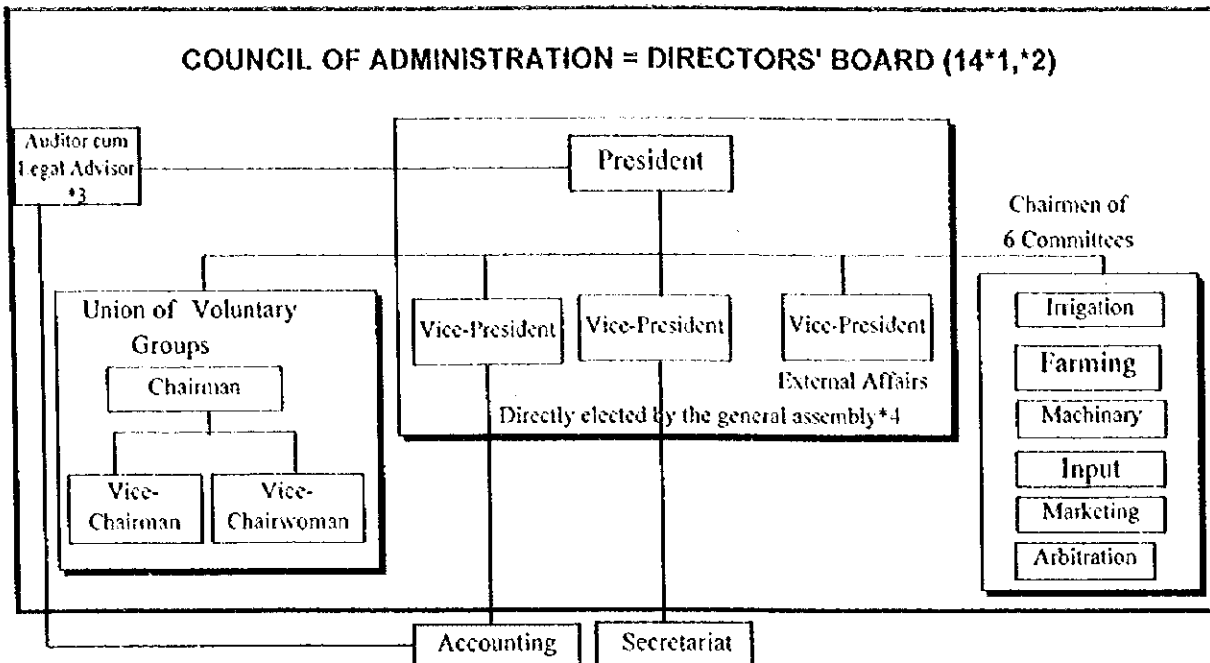 COUNCIL OF ADMINISTRATION = DIRECTORS' BOARD (14*1,*2)
Auditor cum
Legal Advisor
*3
President
Chairmen of
6 Committees
Union of Voluntary
Groups
Chairman
Vice-
Chairman
Vice-
Chairwoman
Vice-President
Vice-President
Vice-President
External Affairs
Directly elected by the general assembly*4
Irrigation
Farming
Machinary
Input
Marketing
Arbitration
Accounting
Secretariat